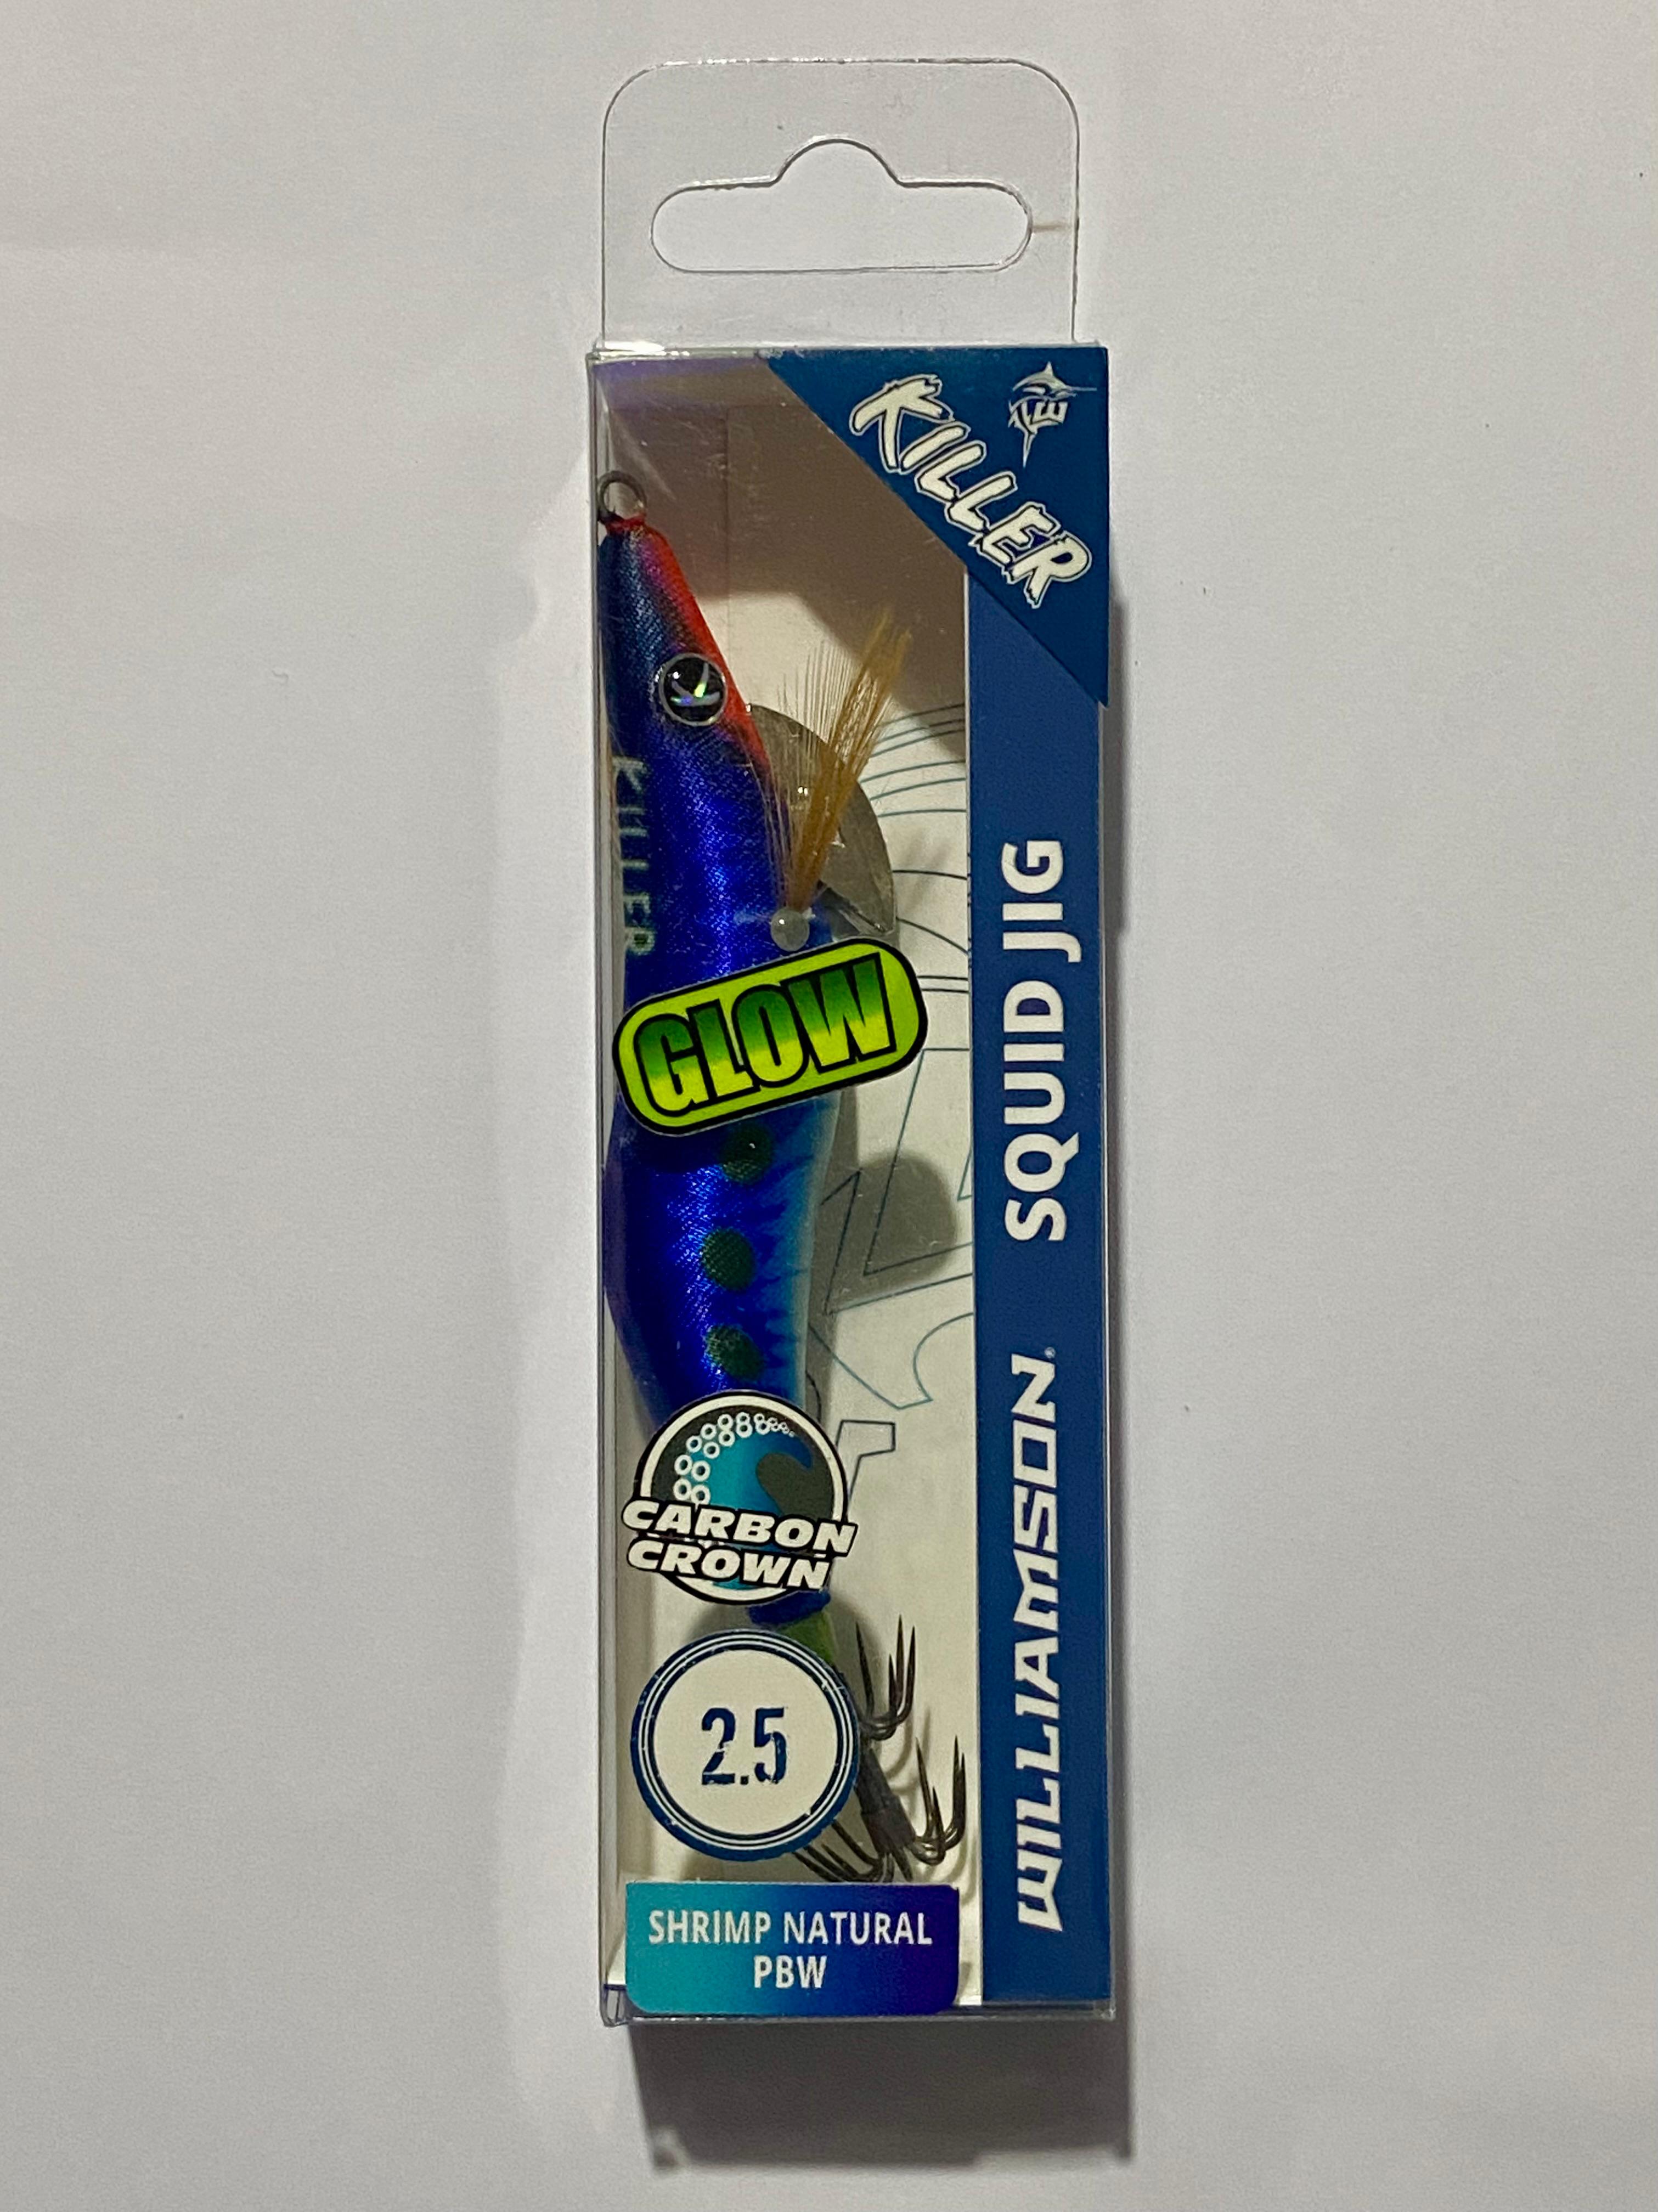 KILLER
W
KILLER
GLOW
SQUID JIG
WILLIAMSON®
CARBON
CROWN
2.5
SHRIMP NATURAL
PBW